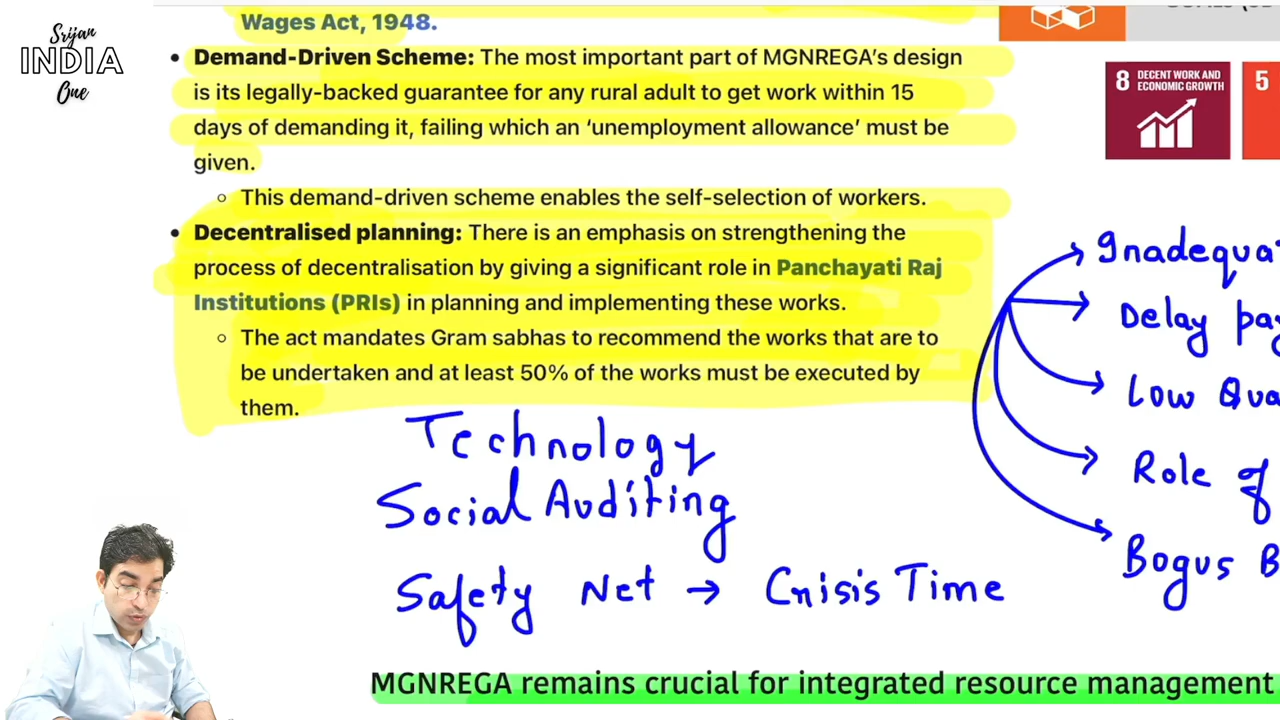 Srijan
INDIA
One
Wages Act, 1948.
• Demand-Driven Scheme: The most important part of MGNREGA's design
is its legally-backed guarantee for any rural adult to get work within 15
days of demanding it, failing which an ‘unemployment allowance’ must be
given.
○ This demand-driven scheme enables the self-selection of workers.
• Decentralised planning: There is an emphasis on strengthening the
process of decentralisation by giving a significant role in Panchayati Raj
Institutions (PRIs) in planning and implementing these works.
○ The act mandates Gram sabhas to recommend the works that are to
be undertaken and at least 50% of the works must be executed by
them.
Technology
Social Auditing
Safety Net → Crisis Time
8 DECENT WORK AND
ECONOMIC GROWTH
5
→ Inadequa
→ Delay pay
→ Low Qua
→ Role of
→ Bogus B
MGNREGA remains crucial for integrated resource management